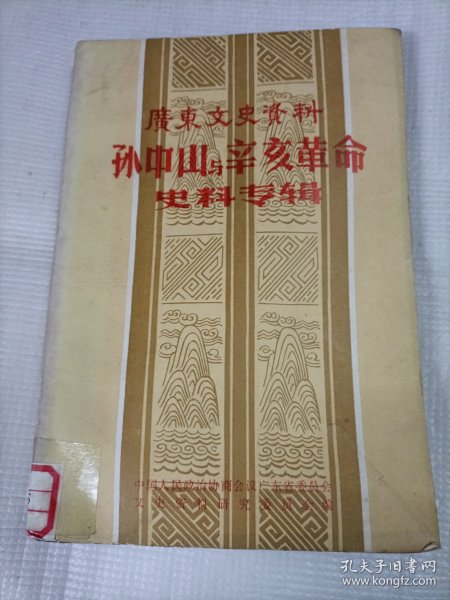 廣東文史資料
孙中山与辛亥革命
史料专辑
中国人民政治协商会议广东省委员会
文史资料研究委员会编
孔夫子旧书网
www.kongfz.com